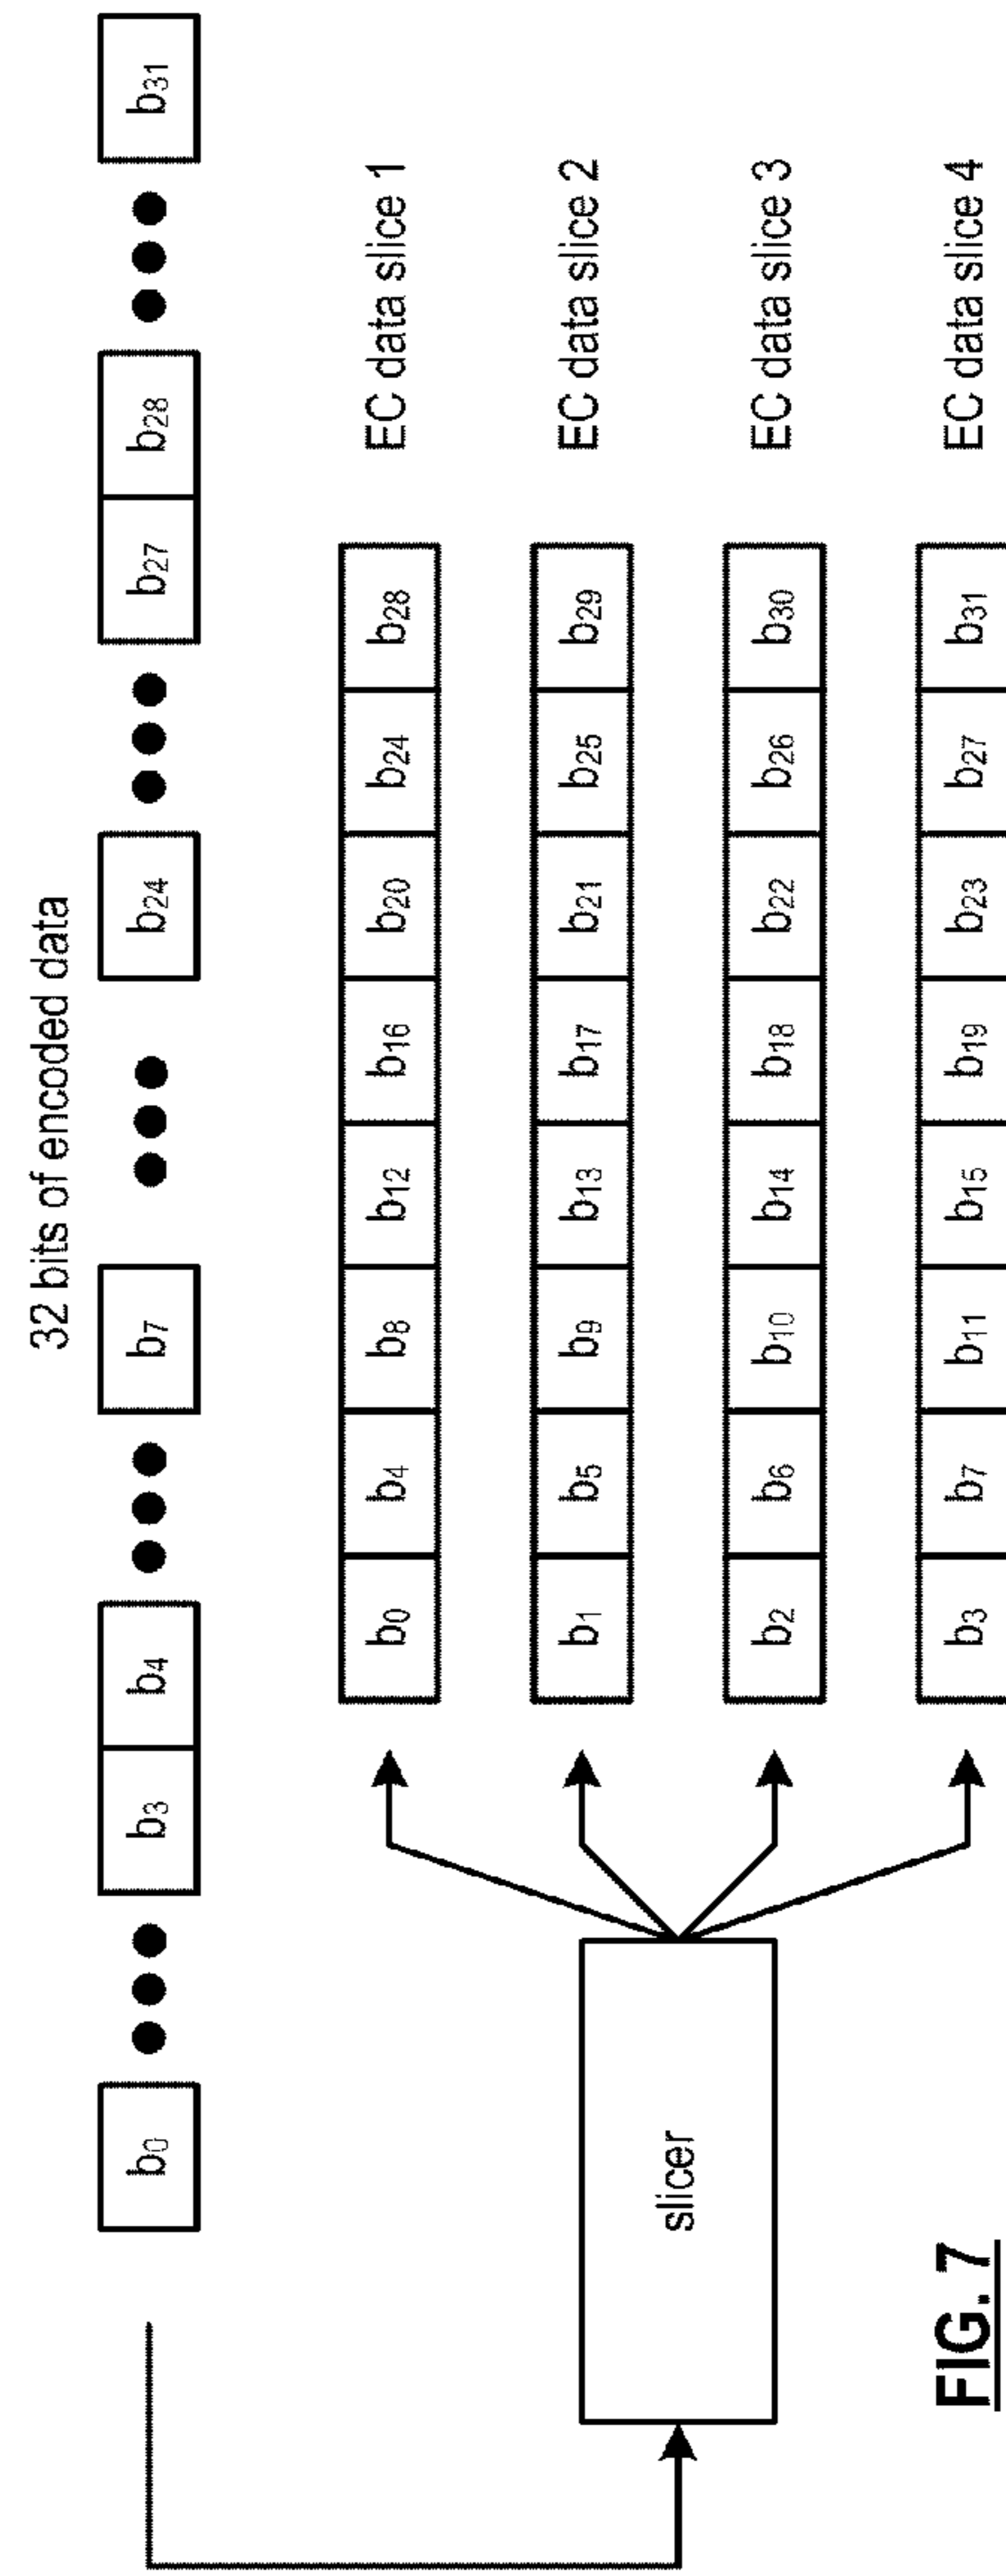 32 bits of encoded data
b0 b3 b4 b7 b24 b27 b28 b31
b0 b4 b8 b12 b16 b20 b24 b28 EC data slice 1
b1 b5 b9 b13 b17 b21 b25 b29 EC data slice 2
slicer
b2 b6 b10 b14 b18 b22 b26 b30 EC data slice 3
b3 b7 b11 b15 b19 b23 b27 b31 EC data slice 4
FIG. 7